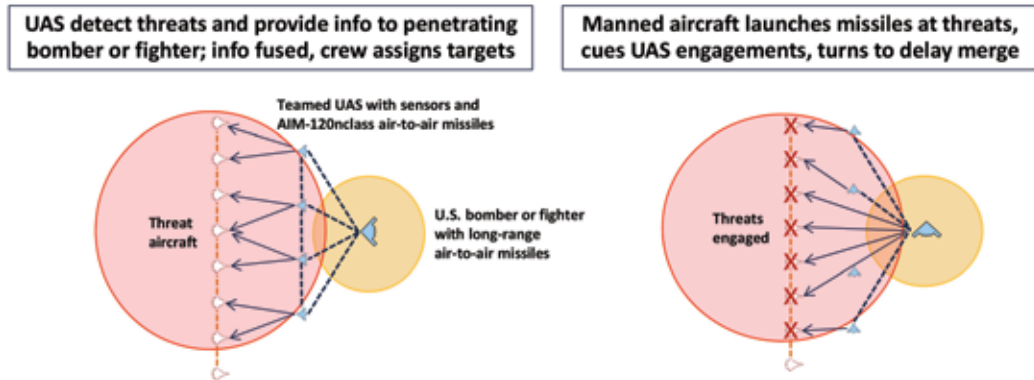 UAS detect threats and provide info to penetrating
bomber or fighter; info fused, crew assigns targets
Manned aircraft launches missiles at threats,
cues UAS engagements, turns to delay merge
Teamed UAS with sensors and
AIM-120nclass air-to-air missiles
Threat
aircraft
U.S. bomber or fighter
with long-range
air-to-air missiles
Threats
engaged